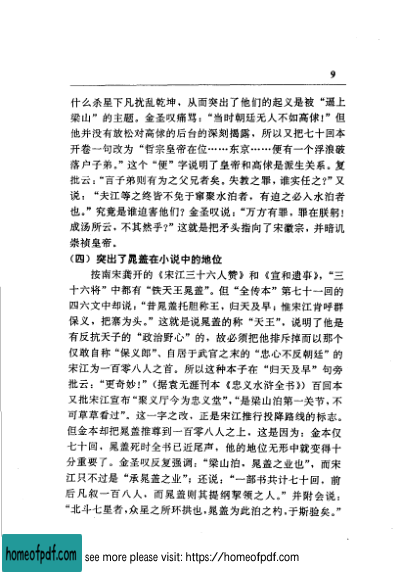 9
什么杀星下凡扰乱乾坤，从而突出了他们的起义是被“逼上
梁山”的主题。金圣叹痛骂：“当时朝廷无人不如高俅！”但
他并没有放松对高俅的后台的深刻揭露，所以又把七十回本
开卷一句改为“哲宗皇帝在位……东京……便有一个浮浪破
落户子弟。”这个“便”字说明了皇帝和高俅是派生关系。复
批云：“言子弟则有为之父兄者矣。失教之罪，谁实任之？”又
说：“夫江等之终皆不免于窜聚水泊者，有迫之必入水泊者
也。”究竟是谁迫害他们？金圣叹说：“万方有罪，罪在朕躬！
成汤所云，不其然乎？”这就是把矛头指向了宋徽宗，并暗讥
崇祯皇帝。
（四）突出了晁盖在小说中的地位
按南宋龚开的《宋江三十六人赞》和《宣和遗事》，“三
十六将”中都有“铁天王晁盖”。但“全传本”第七十一回的
四六文中却说：“昔晁盖托胆称王，归天及早；惟宋江肯呼群
保义，把寨为头。”这就是说晁盖的称“天王”，说明了他是
有反抗天子的“政治野心”的，故必须把他排斥掉而以那个
仅敢自称“保义郎”、自居于武官之末的“忠心不反朝廷”的
宋江为一百零八人之首。所以这种本子在“归天及早”句旁
批云：“更奇妙！”（据袁无涯刊本《忠义水浒全书》）百回本
又批宋江宣布“聚义厅今为忠义堂”，“是梁山泊第一关节，不
可草草看过”。这一字之改，正是宋江推行投降路线的标志。
但金本却把晁盖推尊到一百零八人之上，这是因为：金本仅
七十回，晁盖死时全书已近尾声，他的地位无形中就变得十
分重要了。金圣叹反复强调：“梁山泊，晁盖之业也”，而宋
江只不过是“承晁盖之业”；还说：“一部书共计七十回，前
后凡叙一百八人，而晁盖则其提纲挈领之人。”并附会说：
“北斗七星者，众星之所环拱也，晁盖为此泊之杓，于斯验矣。”
homeofpdf.com
see more please visit: https://homeofpdf.com